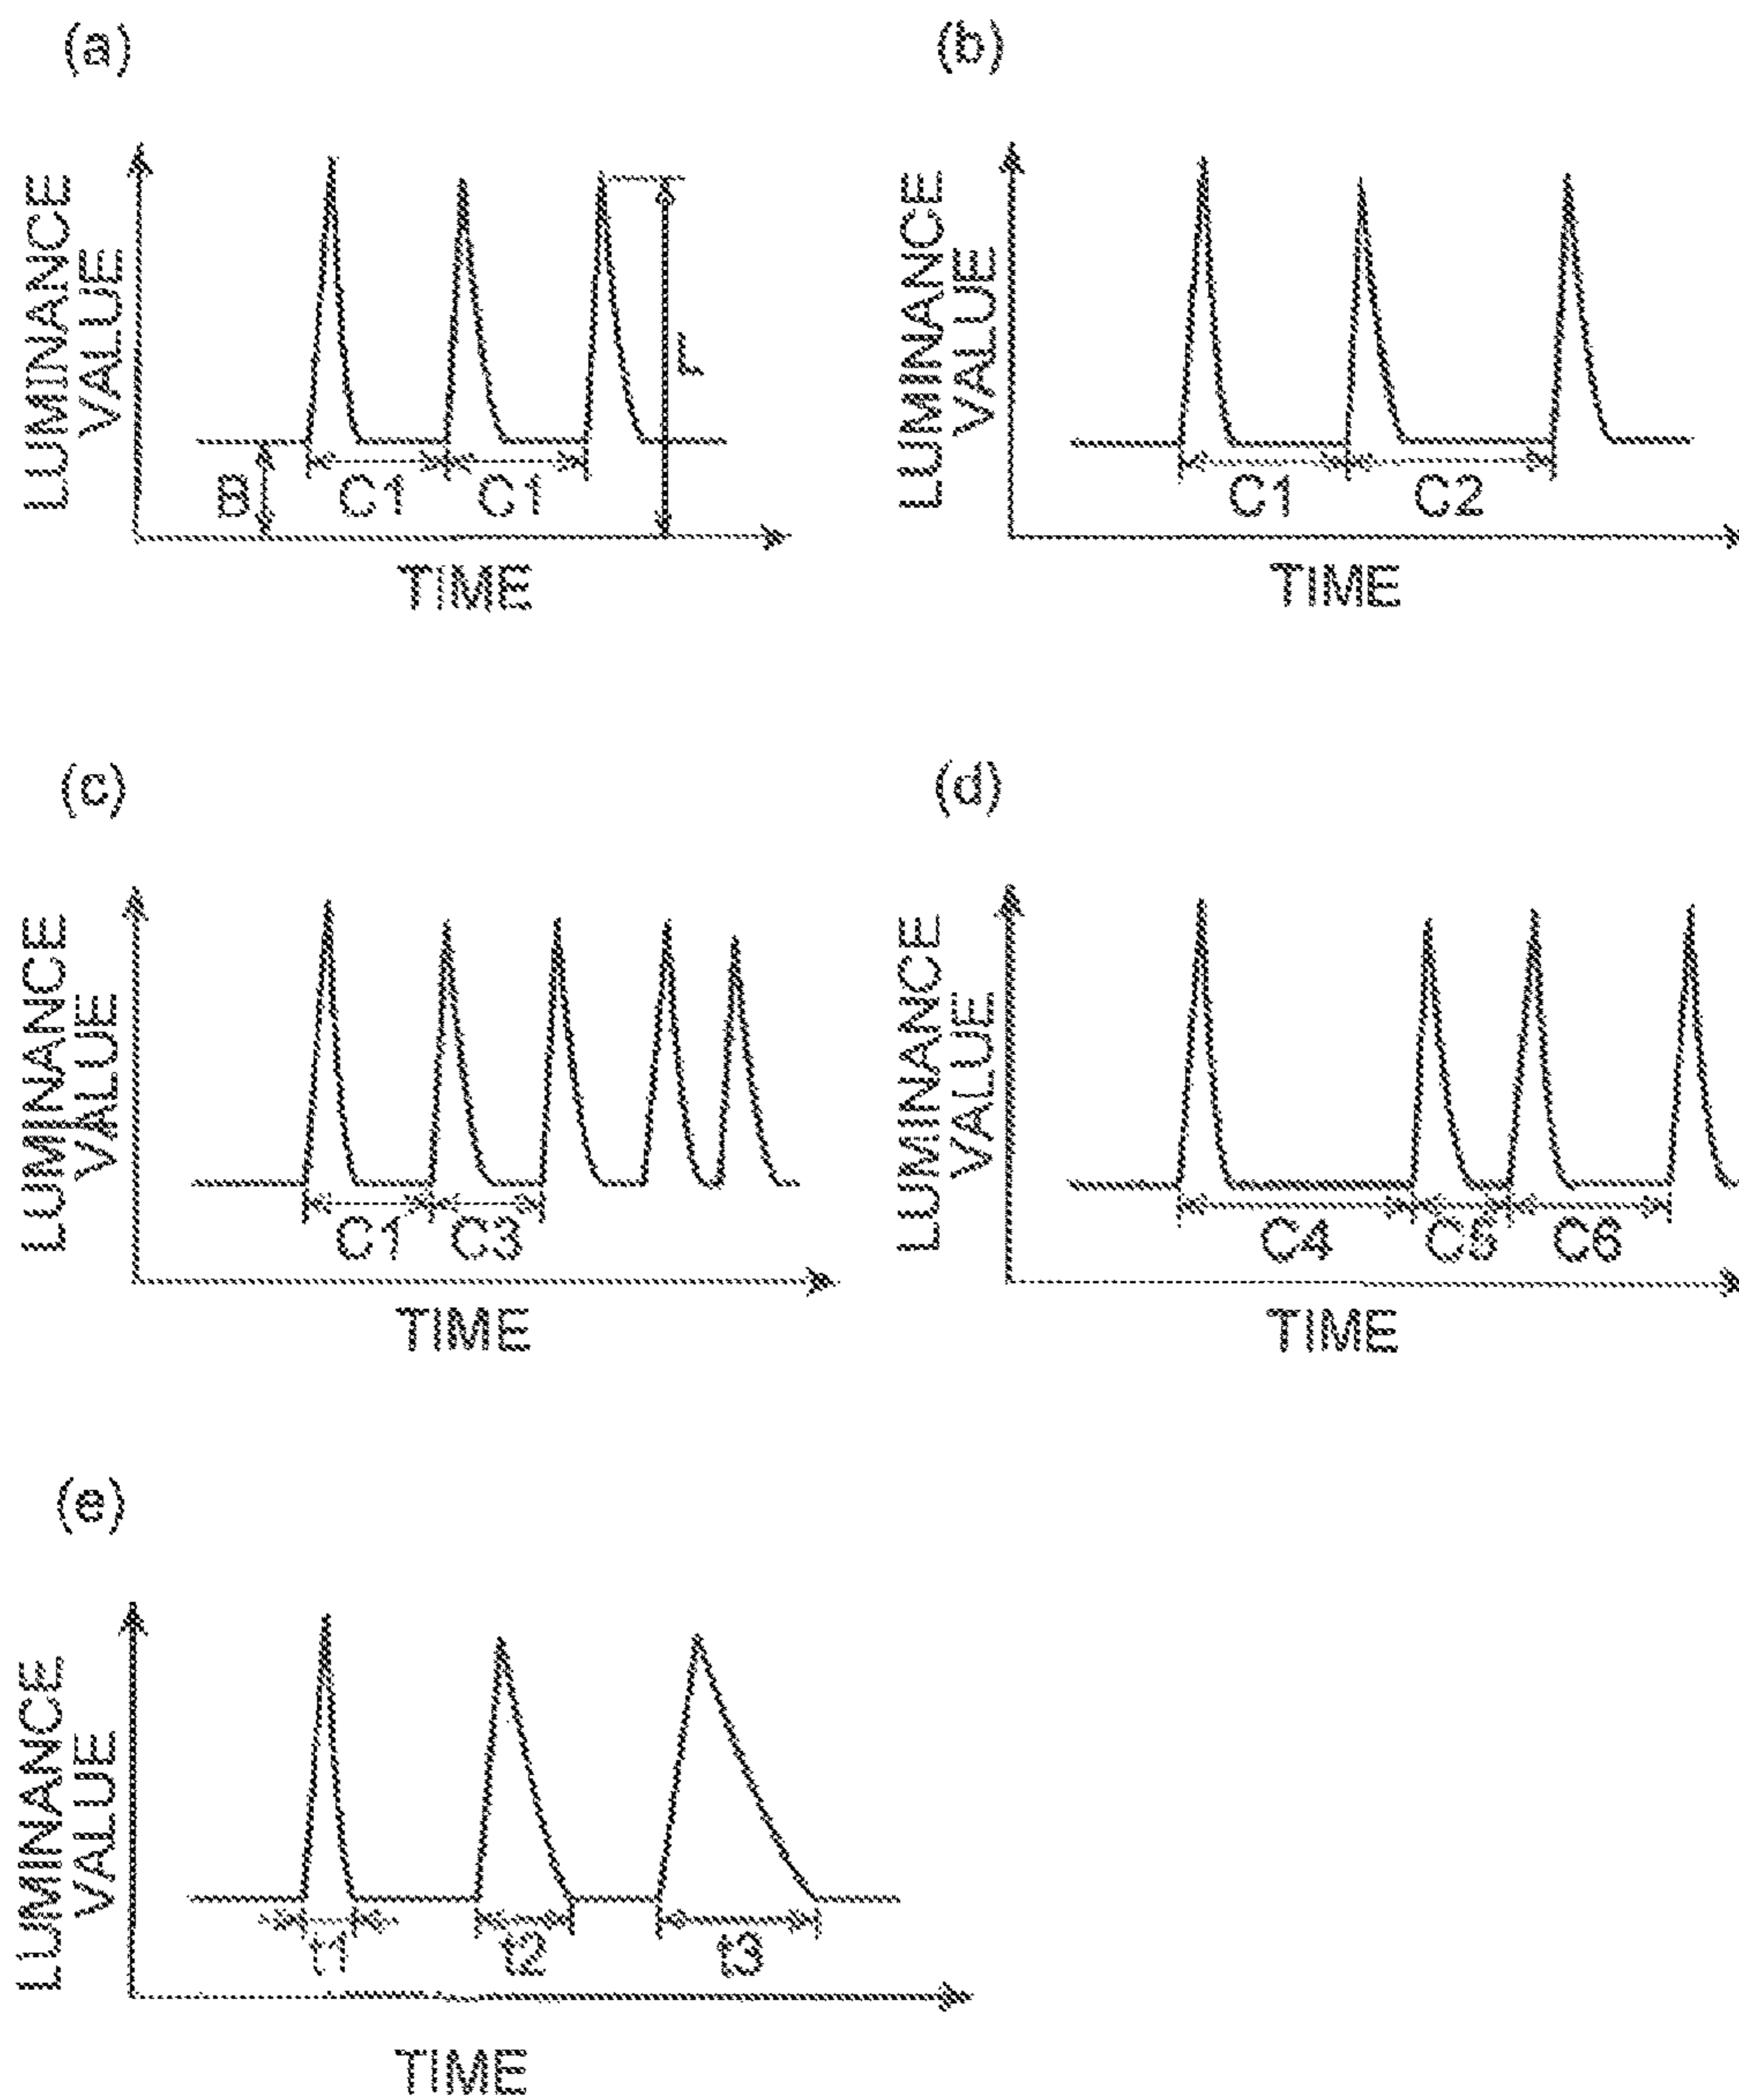 (a)
LUMINANCE
VALUE
B
C1
C1
TIME
(b)
LUMINANCE
VALUE
C1
C2
TIME
(c)
LUMINANCE
VALUE
C1
C3
TIME
(d)
LUMINANCE
VALUE
C4
C5
C6
TIME
(e)
LUMINANCE
VALUE
t1
t2
t3
TIME